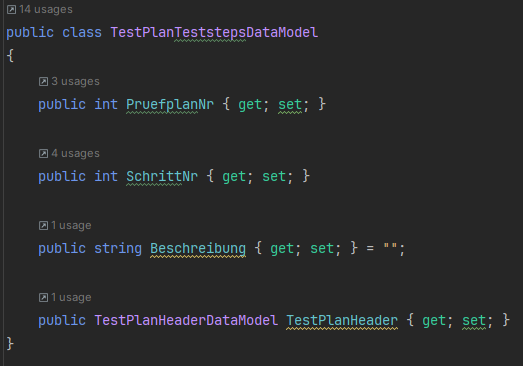 14 usages
public class TestPlanTeststepsDataModel
{
3 usages
public int PruefplanNr { get; set; }
4 usages
public int SchrittNr { get; set; }
1 usage
public string Beschreibung { get; set; } = "";
1 usage
public TestPlanHeaderDataModel TestPlanHeader { get; set; }
}